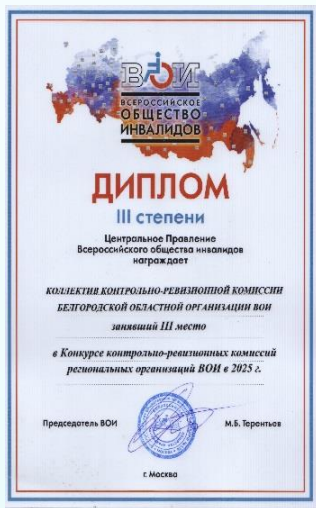 ВОИ
ВСЕРОССИЙСКОЕ
ОБЩЕСТВО
ИНВАЛИДОВ
ДИПЛОМ
III степени
Центральное Правление
Всероссийского общества инвалидов
награждает
КОЛЛЕКТИВ КОНТРОЛЬНО-РЕВИЗИОННОЙ КОМИССИИ
БЕЛГОРОДСКОЙ ОБЛАСТНОЙ ОРГАНИЗАЦИИ ВОИ
занявший III место
в Конкурсе контрольно-ревизионных комиссий
региональных организаций ВОИ в 2025 г.
Председатель ВОИ
М.Б. Терентьев
г. Москва